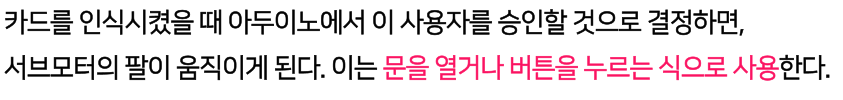 카드를 인식시켰을 때 아두이노에서 이 사용자를 승인할 것으로 결정하면,
서브모터의 팔이 움직이게 된다. 이는 문을 열거나 버튼을 누르는 식으로 사용한다.